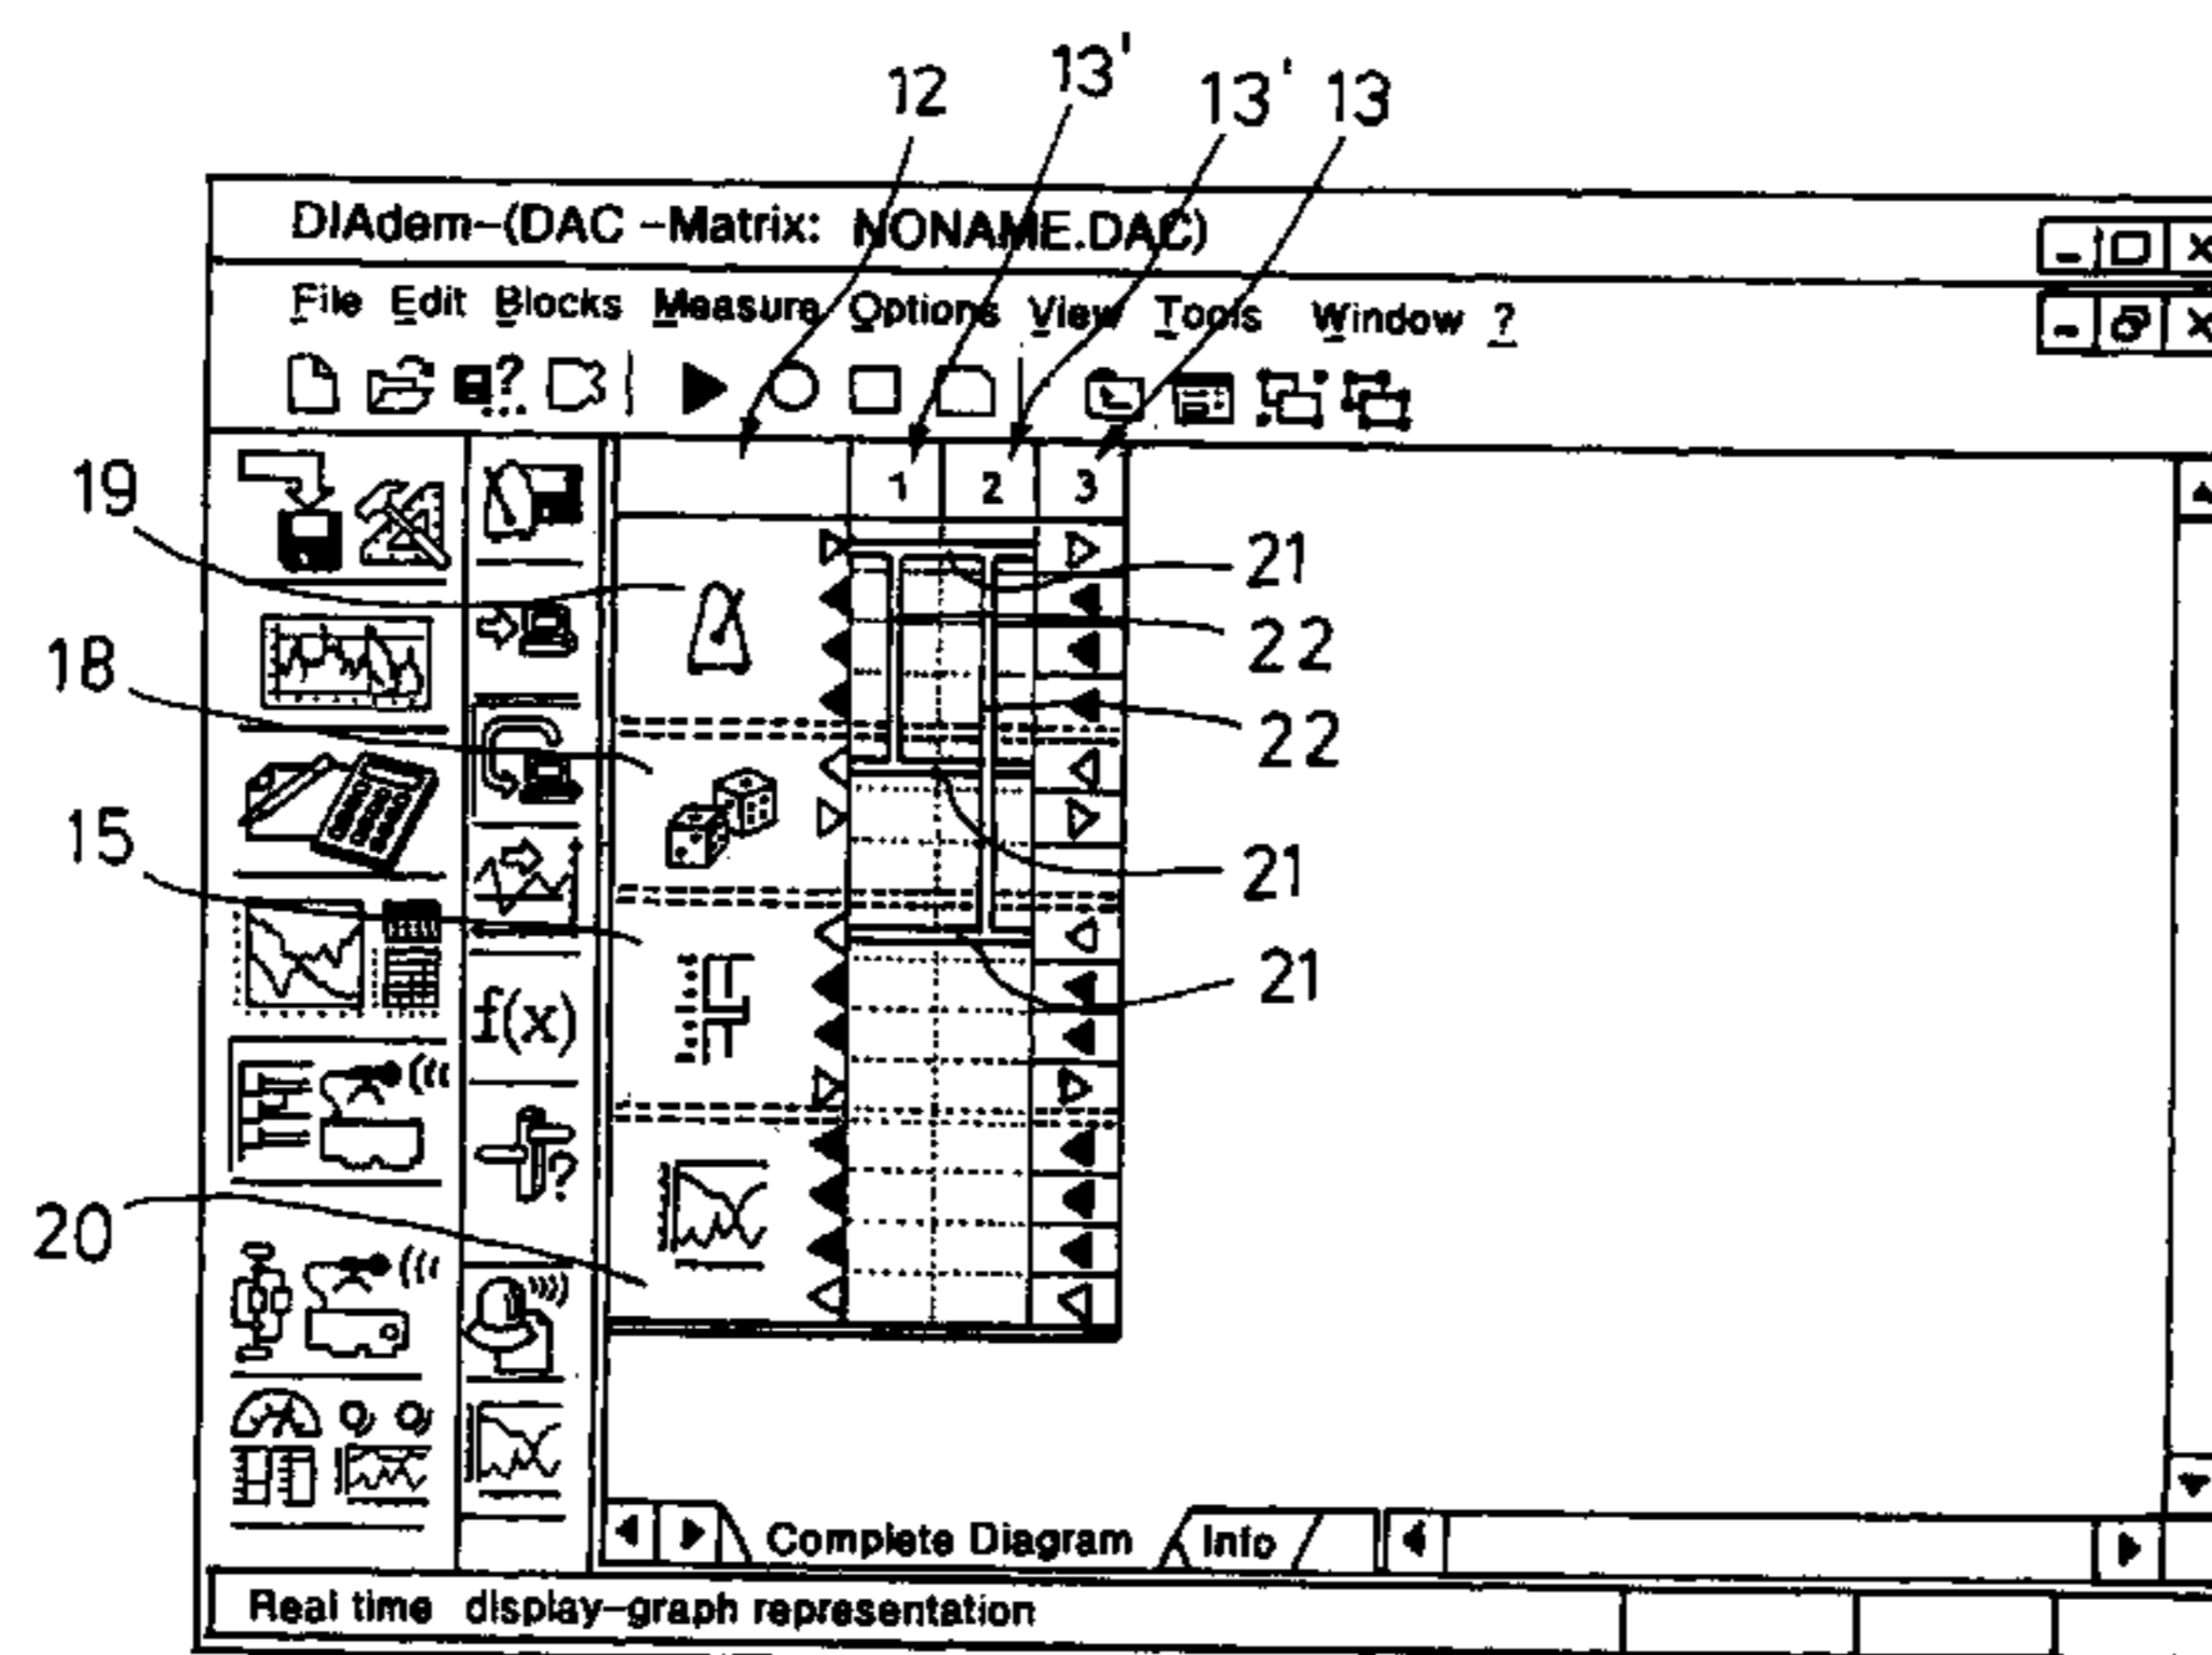 12 13' 13' 13
DIAdem-(DAC -Matrix: NONAME.DAC)
File Edit Blocks Measure Options View Tools Window ?
?
1 2 3
19
21
22
18
22
15
21
21
f(x)
?
20
Complete Diagram Info
Real time display-graph representation